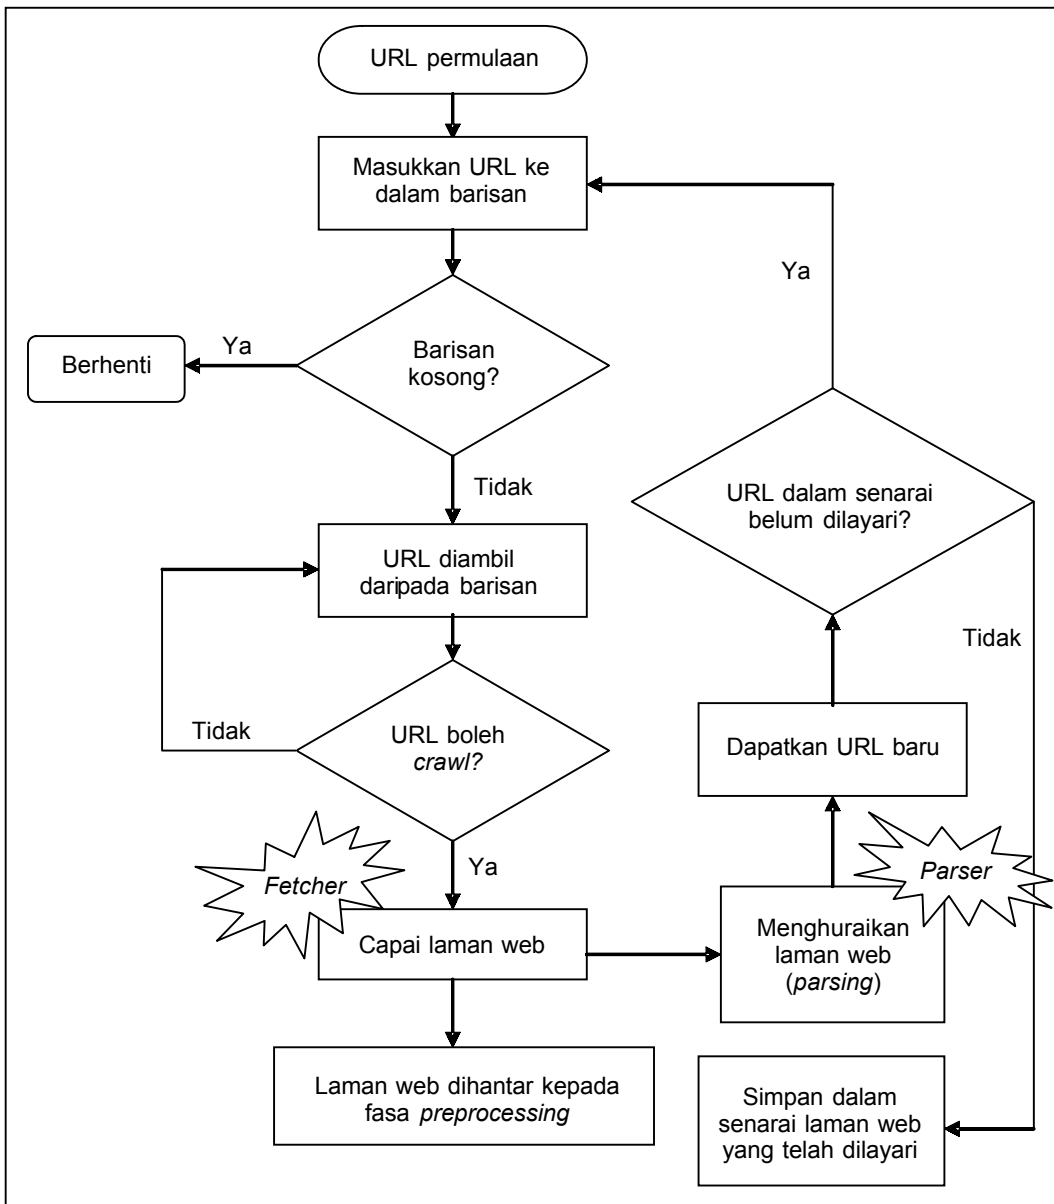 URL permulaan
Masukkan URL ke
dalam barisan
Ya
Barisan
kosong?
Ya
Berhenti
Tidak
URL dalam senarai
belum dilayari?
URL diambil
daripada barisan
Tidak
Tidak
URL boleh
crawl?
Dapatkan URL baru
Ya
Fetcher
Parser
Capai laman web
Menghuraikan
laman web
(parsing)
Laman web dihantar kepada
fasa preprocessing
Simpan dalam
senarai laman web
yang telah dilayari